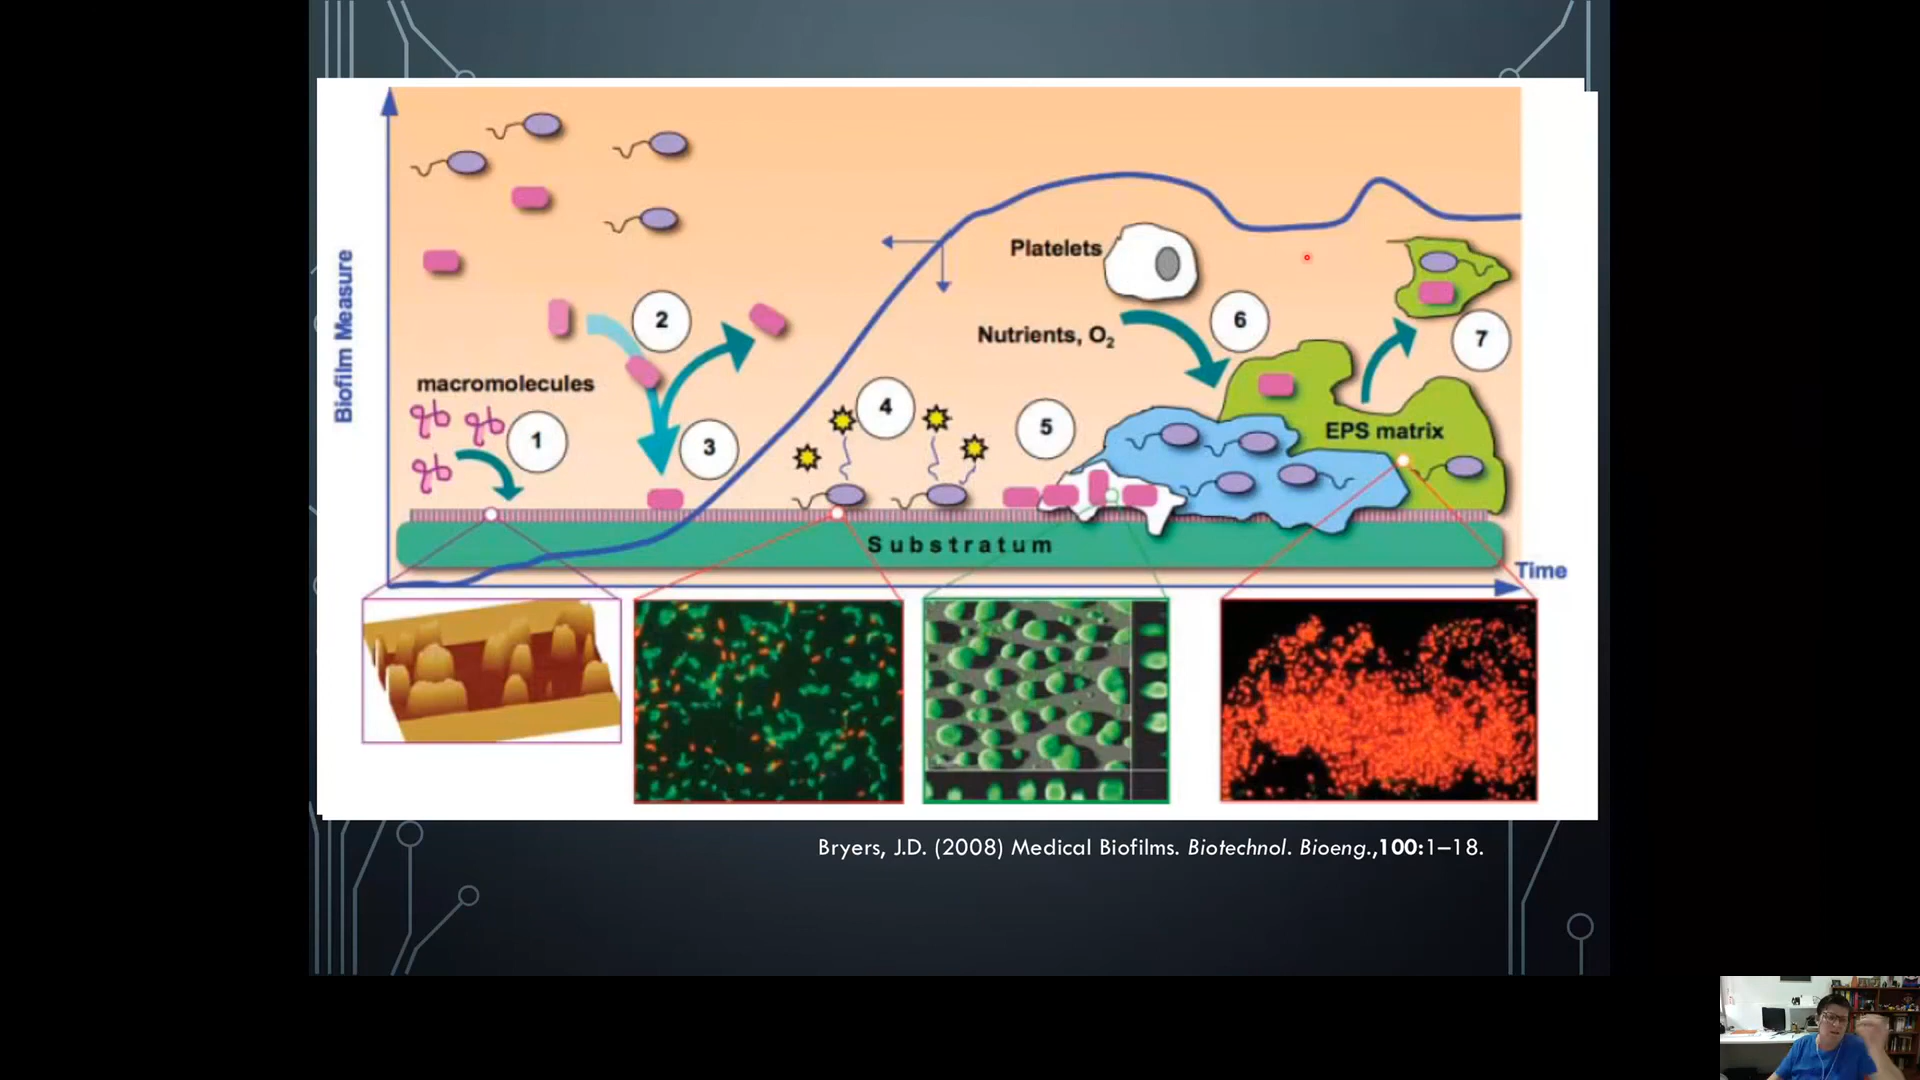 Biofilm Measure
macromolecules
1
2
3
4
5
Platelets
Nutrients, O₂
6
7
EPS matrix
Substratum
Time
Bryers, J.D. (2008) Medical Biofilms. Biotechnol. Bioeng.,100:1–18.